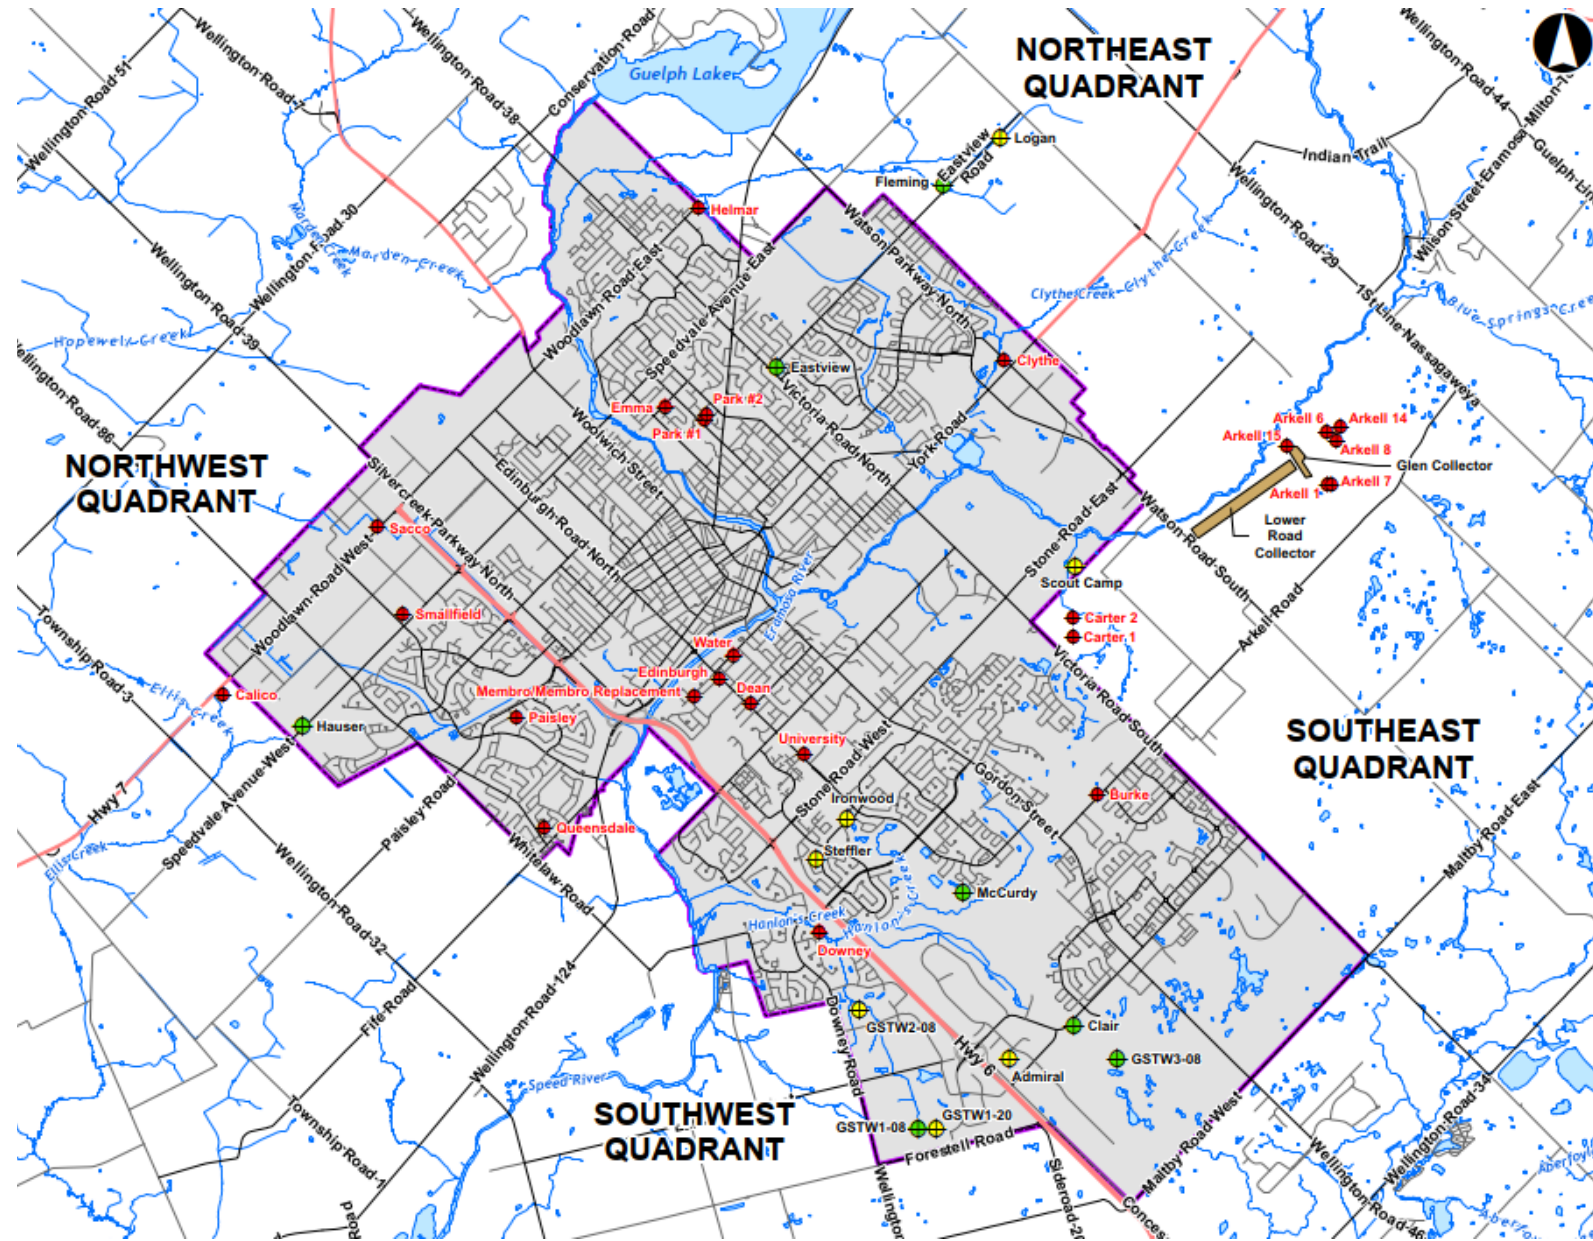 NORTHEAST
QUADRANT
NORTHWEST
QUADRANT
SOUTHEAST
QUADRANT
SOUTHWEST
QUADRANT
Guelph Lake
Wellington Road 51
Wellington Road 7
Wellington Road 38
Conservation Road
Wellington Road 30
Wellington Road 39
Wellington Road 86
Marden Creek
Marden Creek
Hopewell Creek
Wellington Road 44
Wellington Road 29
Indian Trail
1St Line Nassagaweya
Blue Springs
Clythe Creek
Clythe Creek
Eastview
Road
Logan
Fleming
Helmar
Watson Parkway North
Woodlawn Road East
Speedvale Avenue East
Eastview
Victoria Road North
Clythe
York Road
Emma
Park #2
Park #1
Woolwich Street
Edinburgh Road North
Silvercreek Parkway North
Sacco
Woodlawn Road West
Smallfield
Arkell 6
Arkell 14
Arkell 15
Arkell 8
Glen Collector
Arkell 1
Arkell 7
Lower
Road
Collector
Stone Road East
Watson Road South
Arkell Road
Scout Camp
Carter 2
Carter 1
Victoria Road South
Eramosa River
Water
Edinburgh
Dean
Membro/Membro Replacement
Paisley
University
Calico
Hauser
Township Road 3
Ellis Creek
Hwy 7
Ellis Creek
Speedvale Avenue West
Paisley Road
Queensdale
Whitelaw Road
Stone Road West
Gordon Street
Ironwood
Steffler
Burke
McCurdy
Hanlon's Creek
Hanlon's Creek
Downey
Maltby Road East
Wellington Road 32
Fife Road
Wellington Road 124
Speed River
Township Road 1
Road
Downey Road
GSTW2-08
Hwy 6
Admiral
Clair
GSTW3-08
GSTW1-08
GSTW1-20
Forestell Road
Wellington
Sideroad 20
Maltby Road West
Wellington Road 34
Wellington Road 46